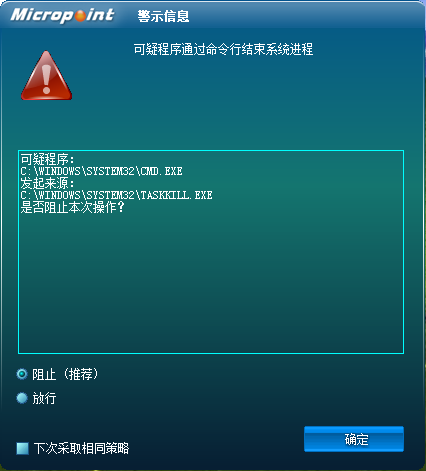 Micropoint 警示信息
可疑程序通过命令行结束系统进程
可疑程序:
C:\WINDOWS\SYSTEM32\CMD.EXE
发起来源:
C:\WINDOWS\SYSTEM32\TASKKILL.EXE
是否阻止本次操作？
阻止（推荐）
放行
下次采取相同策略
确定